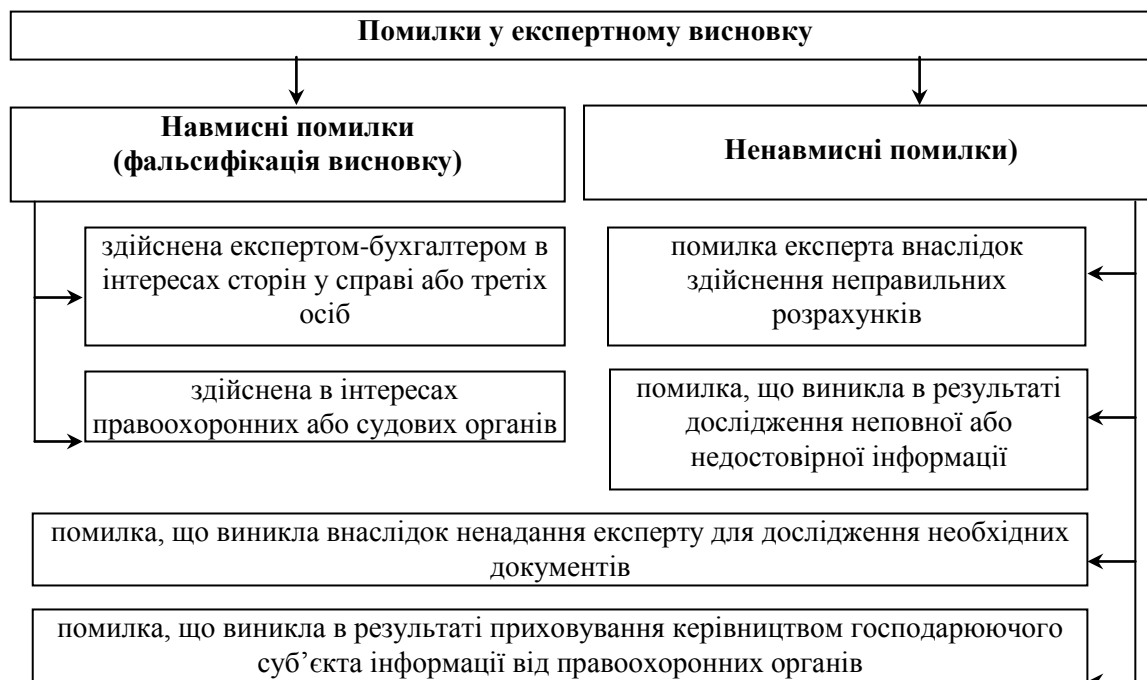 Помилки у експертному висновку
Навмисні помилки
(фальсифікація висновку)
Ненавмисні помилки)
здійснена експертом-бухгалтером в
інтересах сторін у справі або третіх
осіб
здійснена в інтересах
правоохоронних або судових органів
помилка експерта внаслідок
здійснення неправильних
розрахунків
помилка, що виникла в результаті
дослідження неповної або
недостовірної інформації
помилка, що виникла внаслідок ненадання експерту для дослідження необхідних
документів
помилка, що виникла в результаті приховування керівництвом господарюючого
суб’єкта інформації від правоохоронних органів